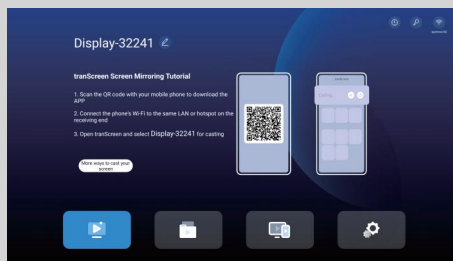 Display-32241
tranScreen Screen Mirroring Tutorial
1. Scan the QR code with your mobile phone to download the
APP
2. Connect the phone's Wi-Fi to the same LAN or hotspot on the
receiving end
3. Open tranScreen and select Display-32241 for casting
More ways to cast your
screen
Casting...